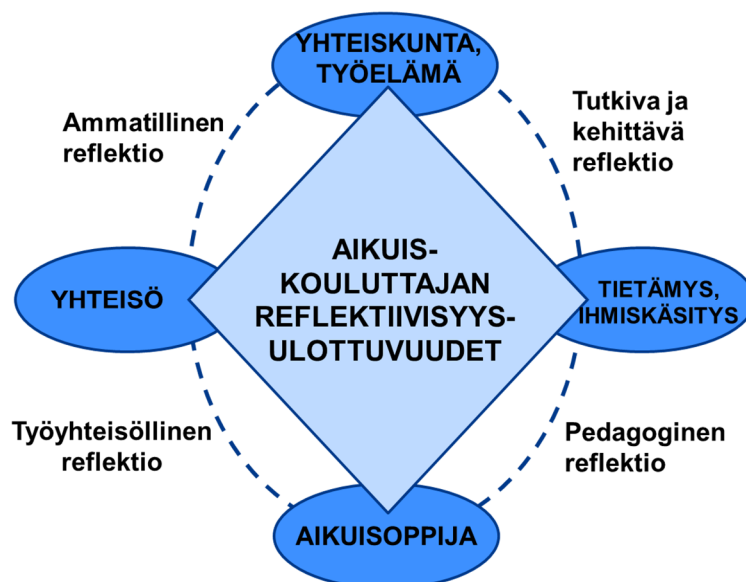 YHTEISKUNTA,
TYÖELÄMÄ
Ammatillinen
reflektio
Tutkiva ja
kehittävä
reflektio
AIKUIS-
KOULUTTAJAN
REFLEKTIIVISYYS-
ULOTTUVUUDET
YHTEISÖ
TIETÄMYS,
IHMISKÄSITYS
Työyhteisöllinen
reflektio
Pedagoginen
reflektio
AIKUISOPPIJA